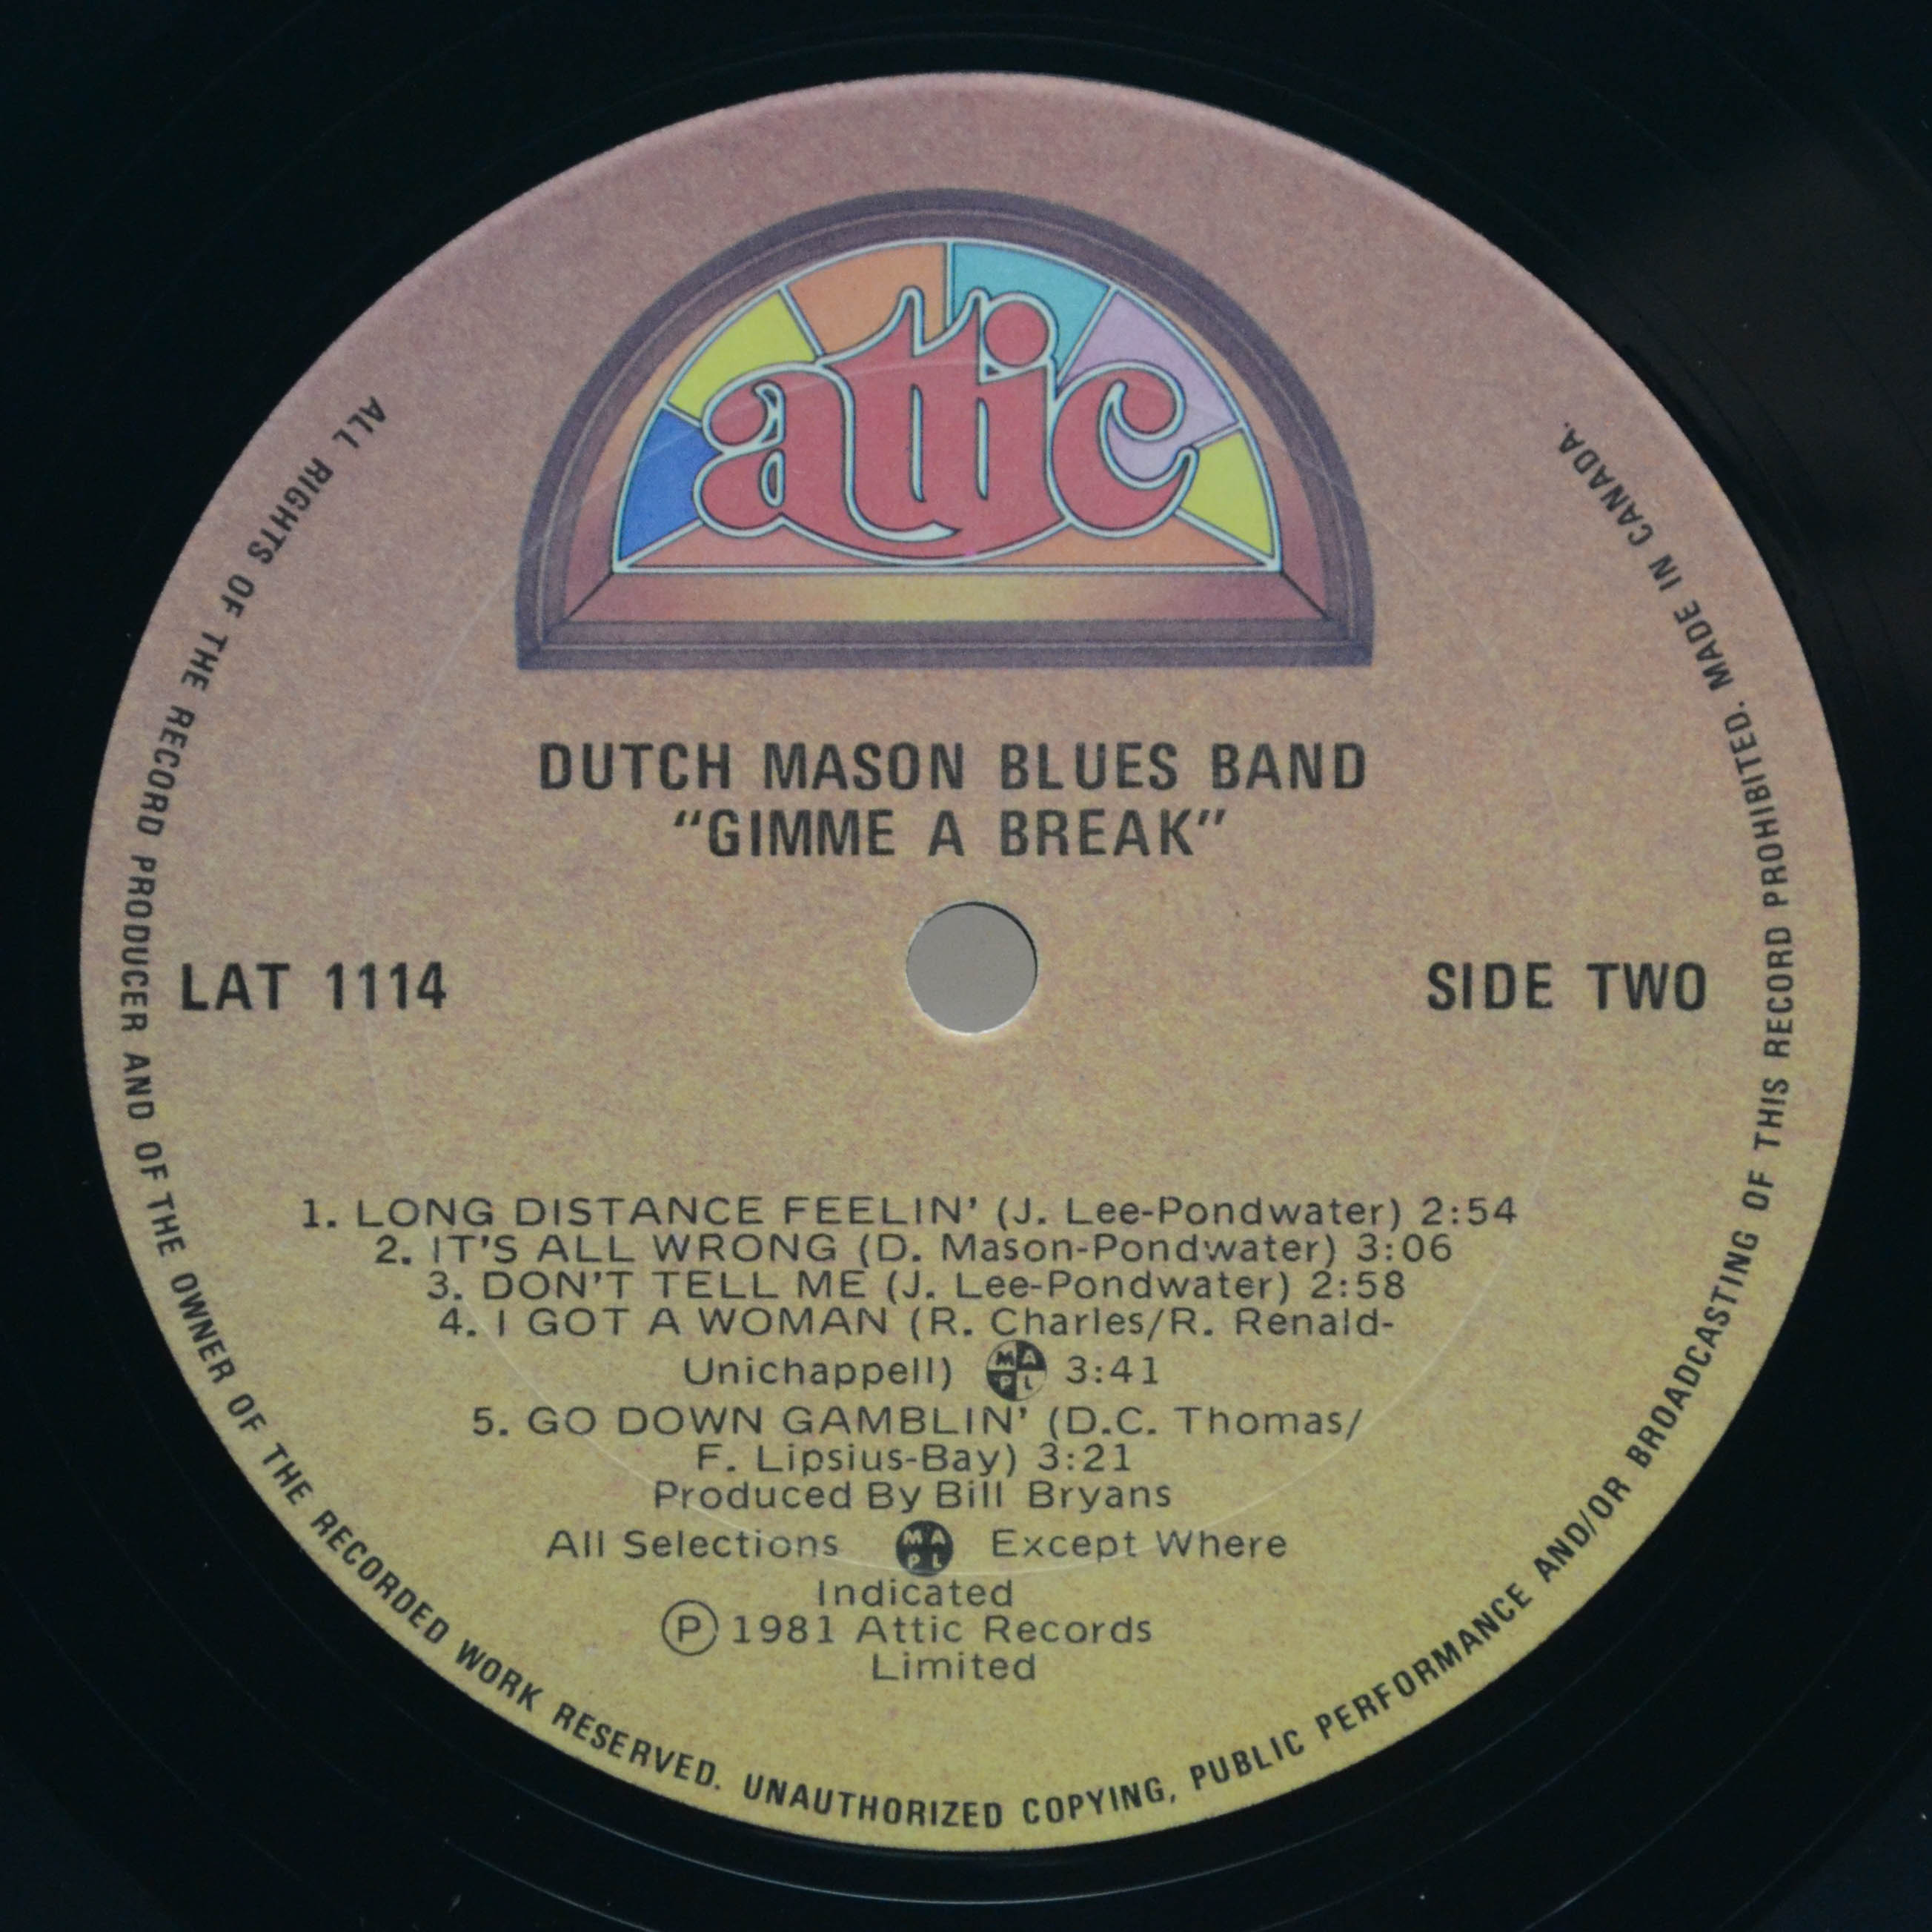 attic
DUTCH MASON BLUES BAND
“GIMME A BREAK”
LAT 1114
SIDE TWO
1. LONG DISTANCE FEELIN’ (J. Lee-Pondwater) 2:54
2. IT’S ALL WRONG (D. Mason-Pondwater) 3:06
3. DON’T TELL ME (J. Lee-Pondwater) 2:58
4. I GOT A WOMAN (R. Charles/R. Renald-
Unichappell) MAPL 3:41
5. GO DOWN GAMBLIN’ (D.C. Thomas/
F. Lipsius-Bay) 3:21
Produced By Bill Bryans
All Selections MAPL Except Where
Indicated
Ⓟ 1981 Attic Records
Limited
ALL RIGHTS OF THE RECORD PRODUCER AND OF THE OWNER OF THE RECORDED WORK RESERVED. UNAUTHORIZED COPYING, PUBLIC PERFORMANCE AND/OR BROADCASTING OF THIS RECORD PROHIBITED. MADE IN CANADA.